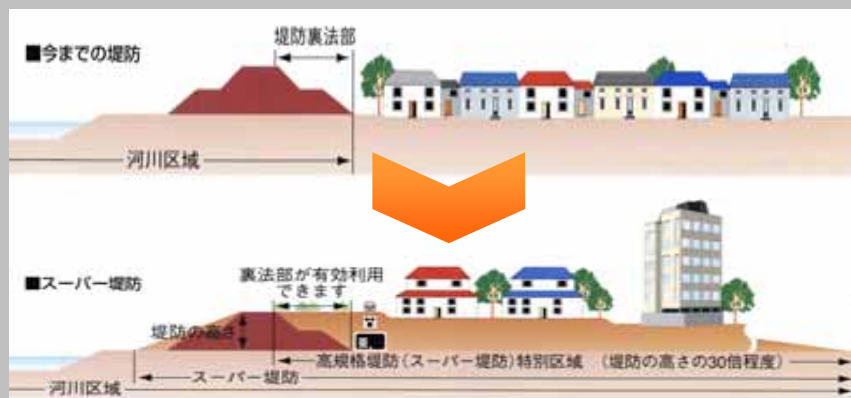 ■今までの堤防
堤防裏法部
河川区域
■スーパー堤防
裏法部が有効利用
できます
堤防の高さ
高規格堤防(スーパー堤防)特別区域 (堤防の高さの30倍程度)
スーパー堤防
河川区域